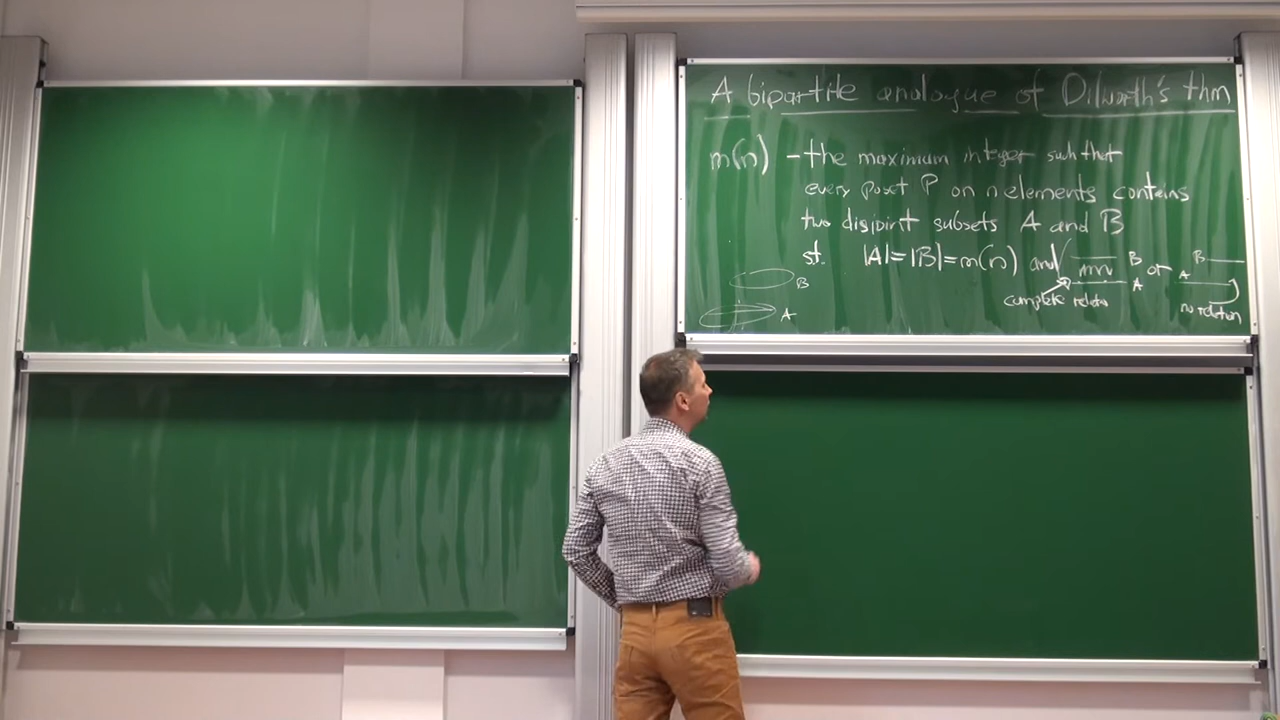 A bipartite analogue of Dilworth's thm
m(n) - the maximum integer such that
every poset P on n elements contains
two disjoint subsets A and B
s.t. |A|=|B|=m(n) and B or B
A A
complete relation no relation
B
A